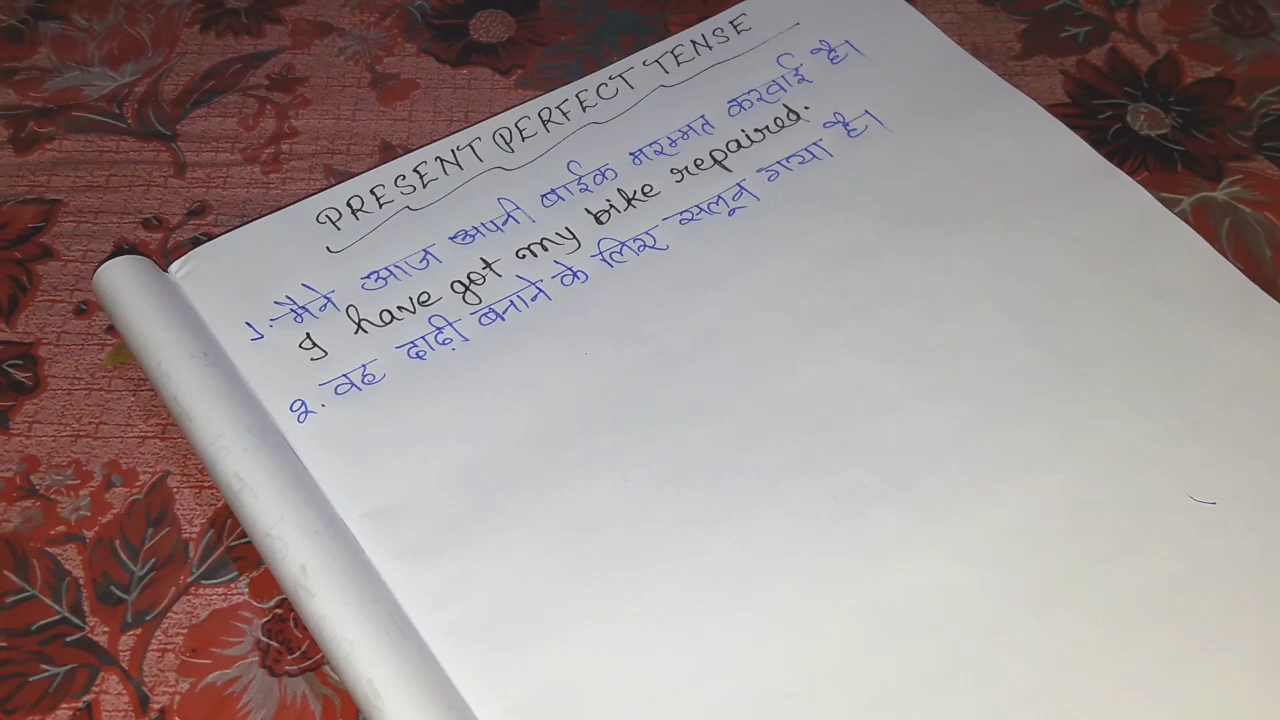 PRESENT PERFECT TENSE
1. मैने आज अपनी बाईक मरम्मत करवाई है।
I have got my bike repaired.
2. वह दाढ़ी बनाने के लिए सलून गया है।